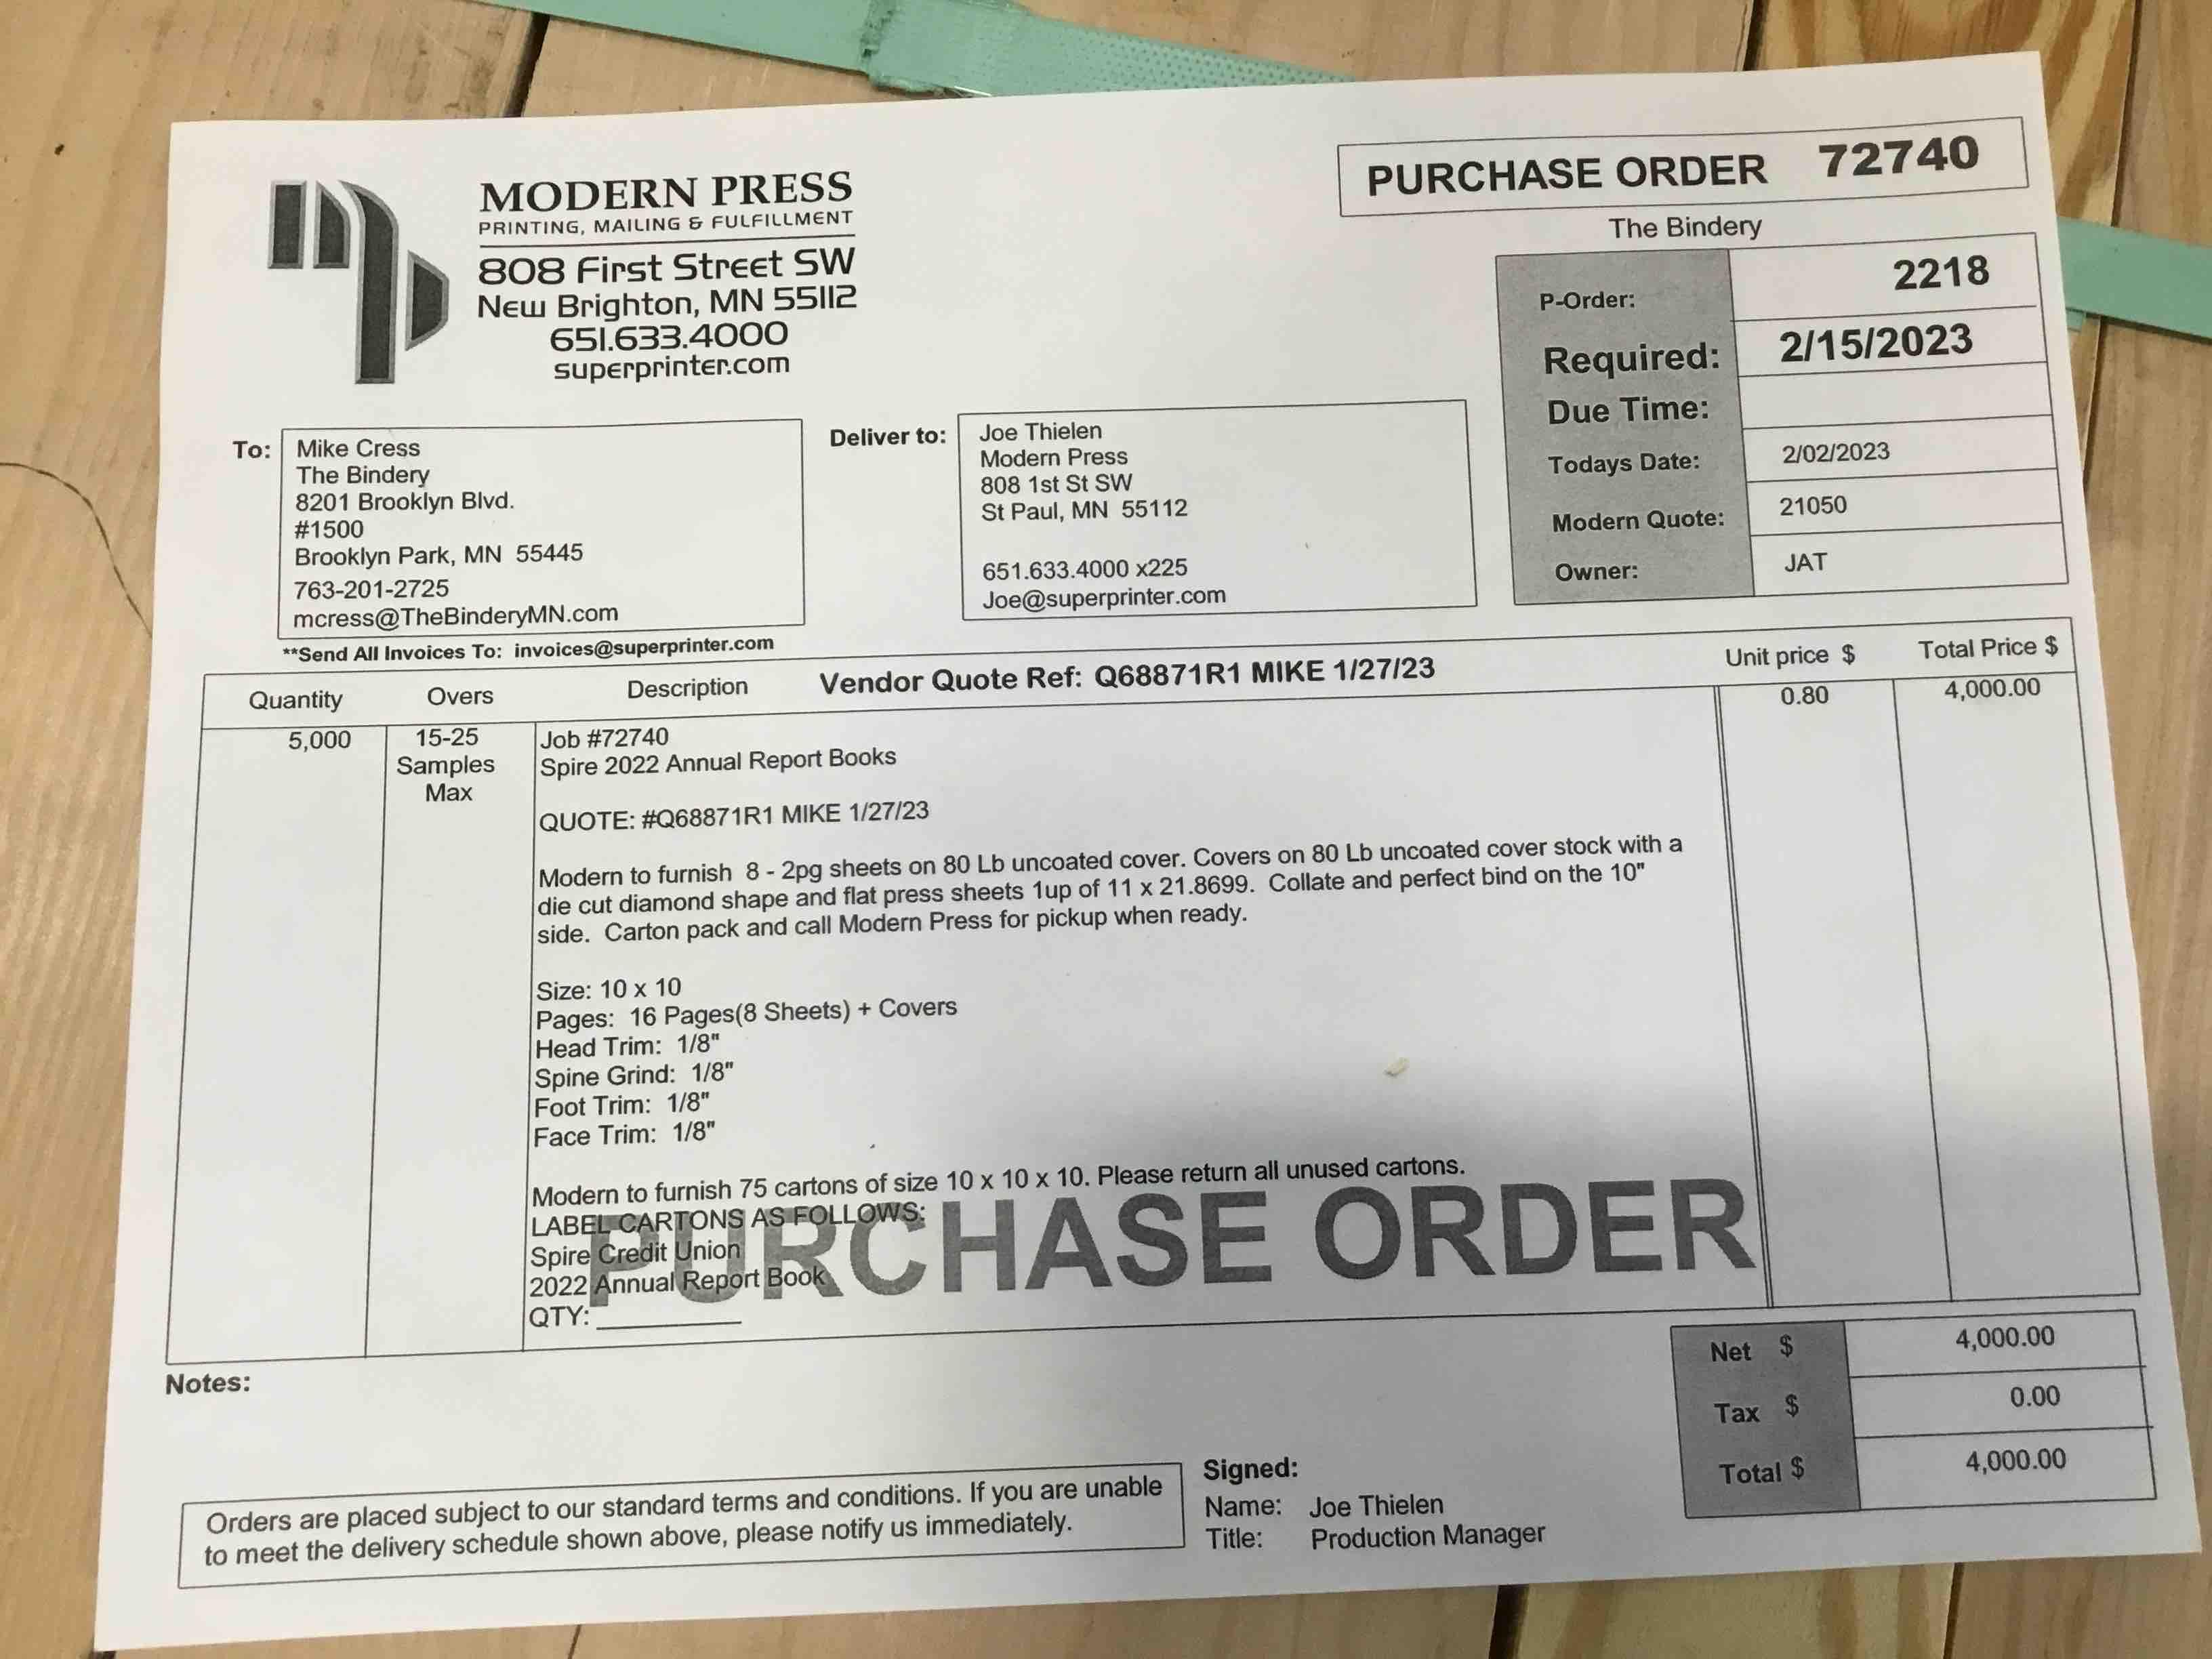 MODERN PRESS
PRINTING, MAILING & FULFILLMENT
808 First Street SW
New Brighton, MN 55112
651.633.4000
superprinter.com
PURCHASE ORDER 72740
The Bindery
P-Order: 2218
Required: 2/15/2023
Due Time:
Todays Date: 2/02/2023
Modern Quote: 21050
Owner: JAT
To:
Mike Cress
The Bindery
8201 Brooklyn Blvd.
#1500
Brooklyn Park, MN 55445
763-201-2725
mcress@TheBinderyMN.com
Deliver to:
Joe Thielen
Modern Press
808 1st St SW
St Paul, MN 55112
651.633.4000 x225
Joe@superprinter.com
**Send All Invoices To: invoices@superprinter.com
Quantity Overs Description Vendor Quote Ref: Q68871R1 MIKE 1/27/23 Unit price $ Total Price $
5,000
15-25
Samples
Max
Job #72740
Spire 2022 Annual Report Books
QUOTE: #Q68871R1 MIKE 1/27/23
Modern to furnish 8 - 2pg sheets on 80 Lb uncoated cover. Covers on 80 Lb uncoated cover stock with a
die cut diamond shape and flat press sheets 1up of 11 x 21.8699. Collate and perfect bind on the 10"
side. Carton pack and call Modern Press for pickup when ready.
Size: 10 x 10
Pages: 16 Pages(8 Sheets) + Covers
Head Trim: 1/8"
Spine Grind: 1/8"
Foot Trim: 1/8"
Face Trim: 1/8"
Modern to furnish 75 cartons of size 10 x 10 x 10. Please return all unused cartons.
LABEL CARTONS AS FOLLOWS:
Spire Credit Union
2022 Annual Report Book
QTY: __________
0.80
4,000.00
PURCHASE ORDER
Notes:
Net $ 4,000.00
Tax $ 0.00
Total $ 4,000.00
Orders are placed subject to our standard terms and conditions. If you are unable
to meet the delivery schedule shown above, please notify us immediately.
Signed:
Name: Joe Thielen
Title: Production Manager